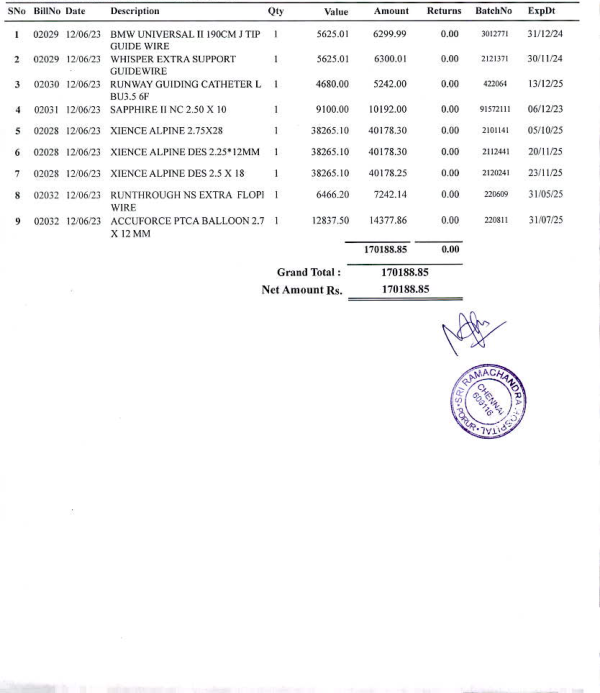 SNo BillNo Date Description Qty Value Amount Returns BatchNo ExpDt
1 02029 12/06/23 BMW UNIVERSAL II 190CM J TIP 1 5625.01 6299.99 0.00 3012771 31/12/24
GUIDE WIRE
2 02029 12/06/23 WHISPER EXTRA SUPPORT 1 5625.01 6300.01 0.00 2121371 30/11/24
GUIDEWIRE
3 02030 12/06/23 RUNWAY GUIDING CATHETER L 1 4680.00 5242.00 0.00 422064 13/12/25
BU3.5 6F
4 02031 12/06/23 SAPPHIRE II NC 2.50 X 10 1 9100.00 10192.00 0.00 91572111 06/12/23
5 02028 12/06/23 XIENCE ALPINE 2.75X28 1 38265.10 40178.30 0.00 2101141 05/10/25
6 02028 12/06/23 XIENCE ALPINE DES 2.25*12MM 1 38265.10 40178.30 0.00 2112441 20/11/25
7 02028 12/06/23 XIENCE ALPINE DES 2.5 X 18 1 38265.10 40178.25 0.00 2120241 23/11/25
8 02032 12/06/23 RUNTHROUGH NS EXTRA FLOPI 1 6466.20 7242.14 0.00 220609 31/05/25
WIRE
9 02032 12/06/23 ACCUFORCE PTCA BALLOON 2.7 1 12837.50 14377.86 0.00 220811 31/07/25
X 12 MM
170188.85 0.00
Grand Total : 170188.85
Net Amount Rs. 170188.85
SRI RAMACHANDRA HOSPITAL
PORUR
CHENNAI
600116